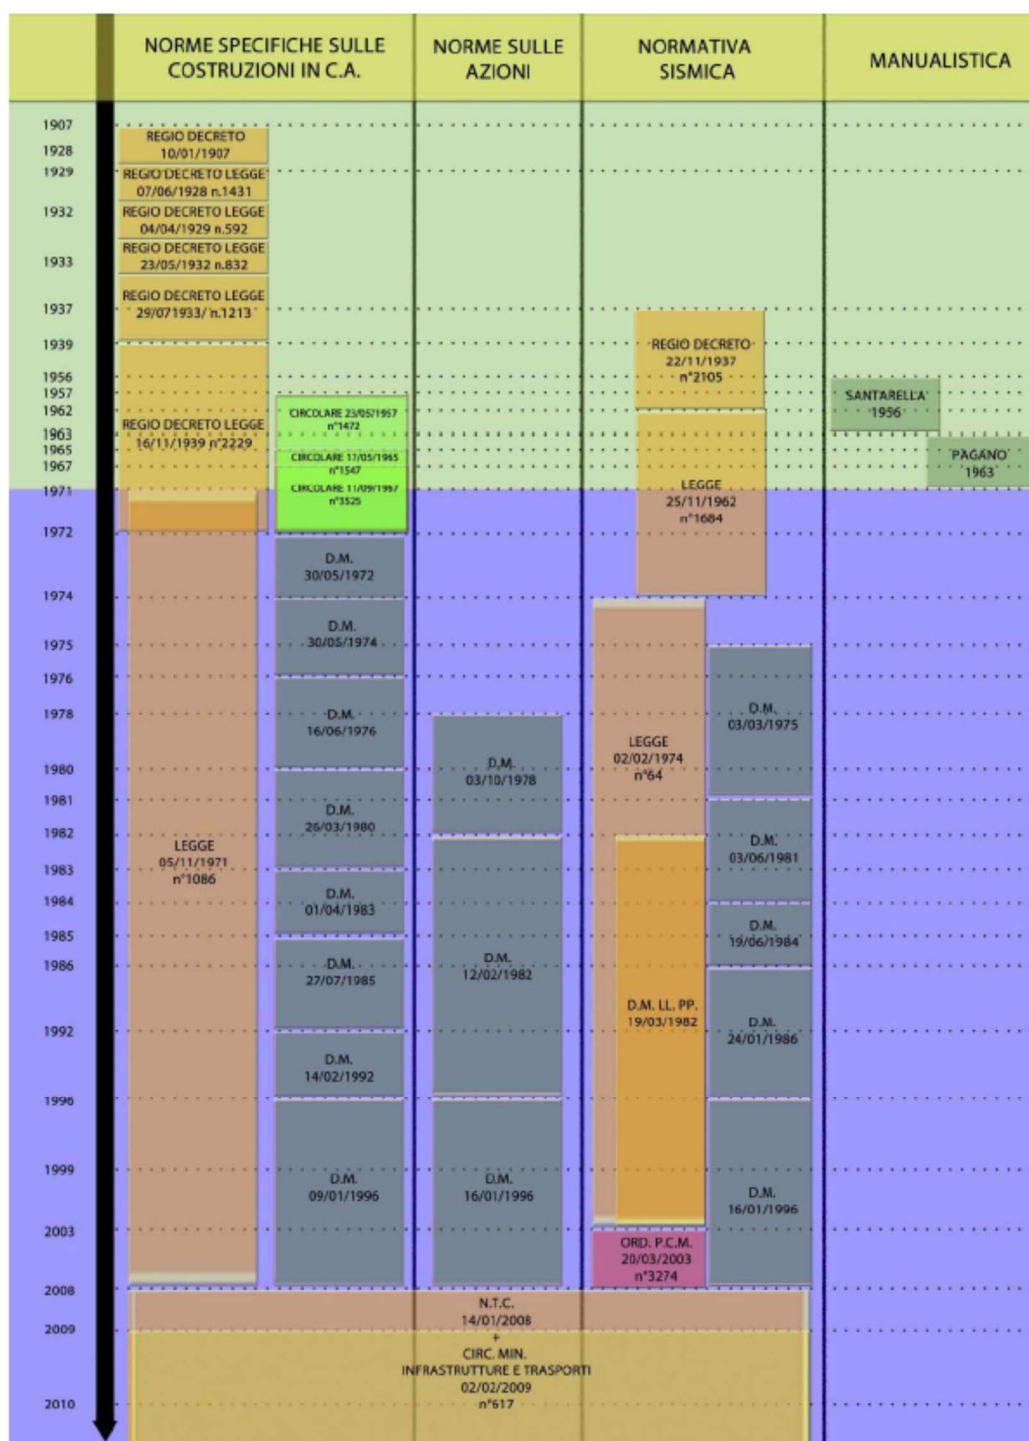 NORME SPECIFICHE SULLE
COSTRUZIONI IN C.A.
NORME SULLE
AZIONI
NORMATIVA
SISMICA
MANUALISTICA
1907
1928
1929
1932
1933
1937
1939
1956
1957
1962
1963
1965
1967
1971
1972
1974
1975
1976
1978
1980
1981
1982
1983
1984
1985
1986
1992
1996
1999
2003
2008
2009
2010
REGIO DECRETO
10/01/1907
REGIO DECRETO LEGGE
07/06/1928 n.1431
REGIO DECRETO LEGGE
04/04/1929 n.592
REGIO DECRETO LEGGE
23/05/1932 n.832
REGIO DECRETO LEGGE
29/071933/ n.1213
REGIO DECRETO LEGGE
16/11/1939 n°2229
LEGGE
05/11/1971
n°1086
CIRCOLARE 23/05/1957
n°1472
CIRCOLARE 17/05/1965
n°1547
CIRCOLARE 11/09/1967
n°3525
D.M.
30/05/1972
D.M.
30/05/1974
D.M.
16/06/1976
D.M.
26/03/1980
D.M.
01/04/1983
D.M.
27/07/1985
D.M.
14/02/1992
D.M.
09/01/1996
D.M.
03/10/1978
D.M.
12/02/1982
D.M.
16/01/1996
REGIO DECRETO
22/11/1937
n°2105
LEGGE
25/11/1962
n°1684
LEGGE
02/02/1974
n°64
D.M. LL. PP.
19/03/1982
ORD. P.C.M.
20/03/2003
n°3274
D.M.
03/03/1975
D.M.
03/06/1981
D.M.
19/06/1984
D.M.
24/01/1986
D.M.
16/01/1996
SANTARELLA
1956
PAGANO
1963
N.T.C.
14/01/2008
+
CIRC. MIN.
INFRASTRUTTURE E TRASPORTI
02/02/2009
n°617